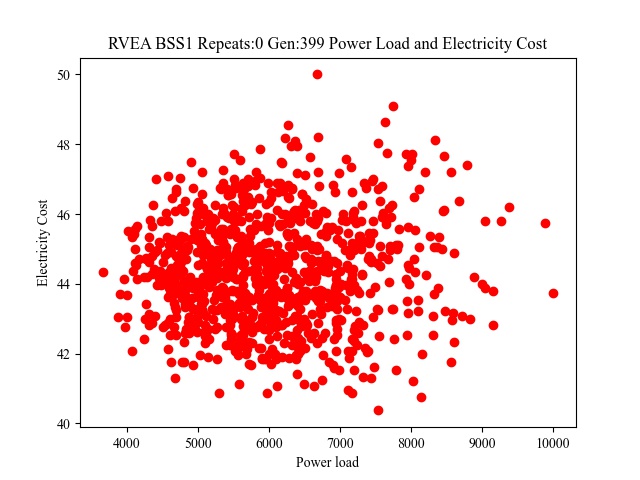 RVEA BSS1 Repeats:0 Gen:399 Power Load and Electricity Cost
50
48
46
44
42
40
Electricity Cost
4000 5000 6000 7000 8000 9000 10000
Power load